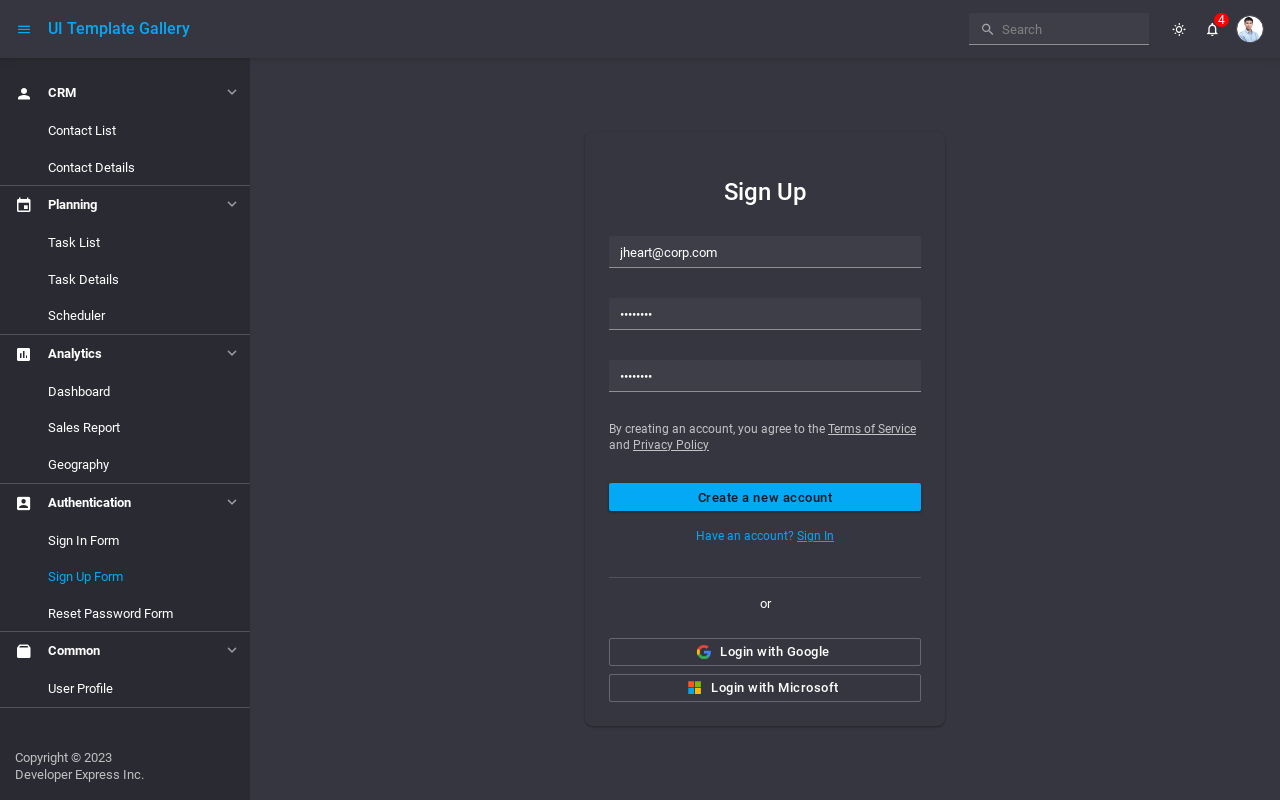 UI Template Gallery
Search
4
CRM
Contact List
Contact Details
Planning
Task List
Task Details
Scheduler
Analytics
Dashboard
Sales Report
Geography
Authentication
Sign In Form
Sign Up Form
Reset Password Form
Common
User Profile
Copyright © 2023
Developer Express Inc.
Sign Up
jheart@corp.com
••••••••
••••••••
By creating an account, you agree to the Terms of Service
and Privacy Policy
Create a new account
Have an account? Sign In
or
Login with Google
Login with Microsoft